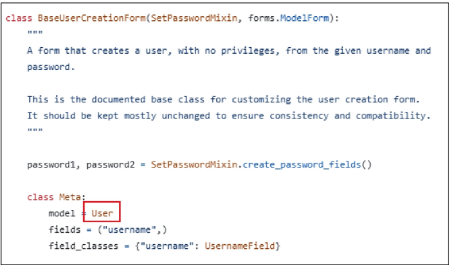 class BaseUserCreationForm(SetPasswordMixin, forms.ModelForm):
    """
    A form that creates a user, with no privileges, from the given username and
    password.

    This is the documented base class for customizing the user creation form.
    It should be kept mostly unchanged to ensure consistency and compatibility.
    """

    password1, password2 = SetPasswordMixin.create_password_fields()

    class Meta:
        model = User
        fields = ("username",)
        field_classes = {"username": UsernameField}